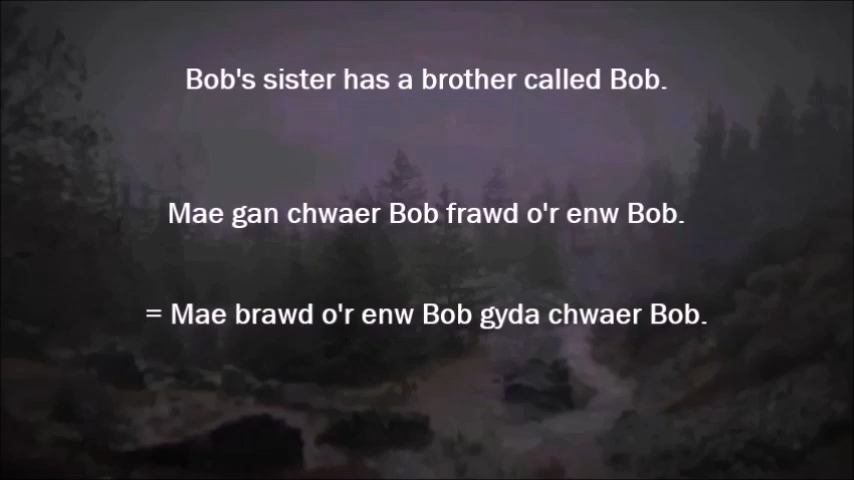 Bob's sister has a brother called Bob.
Mae gan chwaer Bob frawd o'r enw Bob.
= Mae brawd o'r enw Bob gyda chwaer Bob.